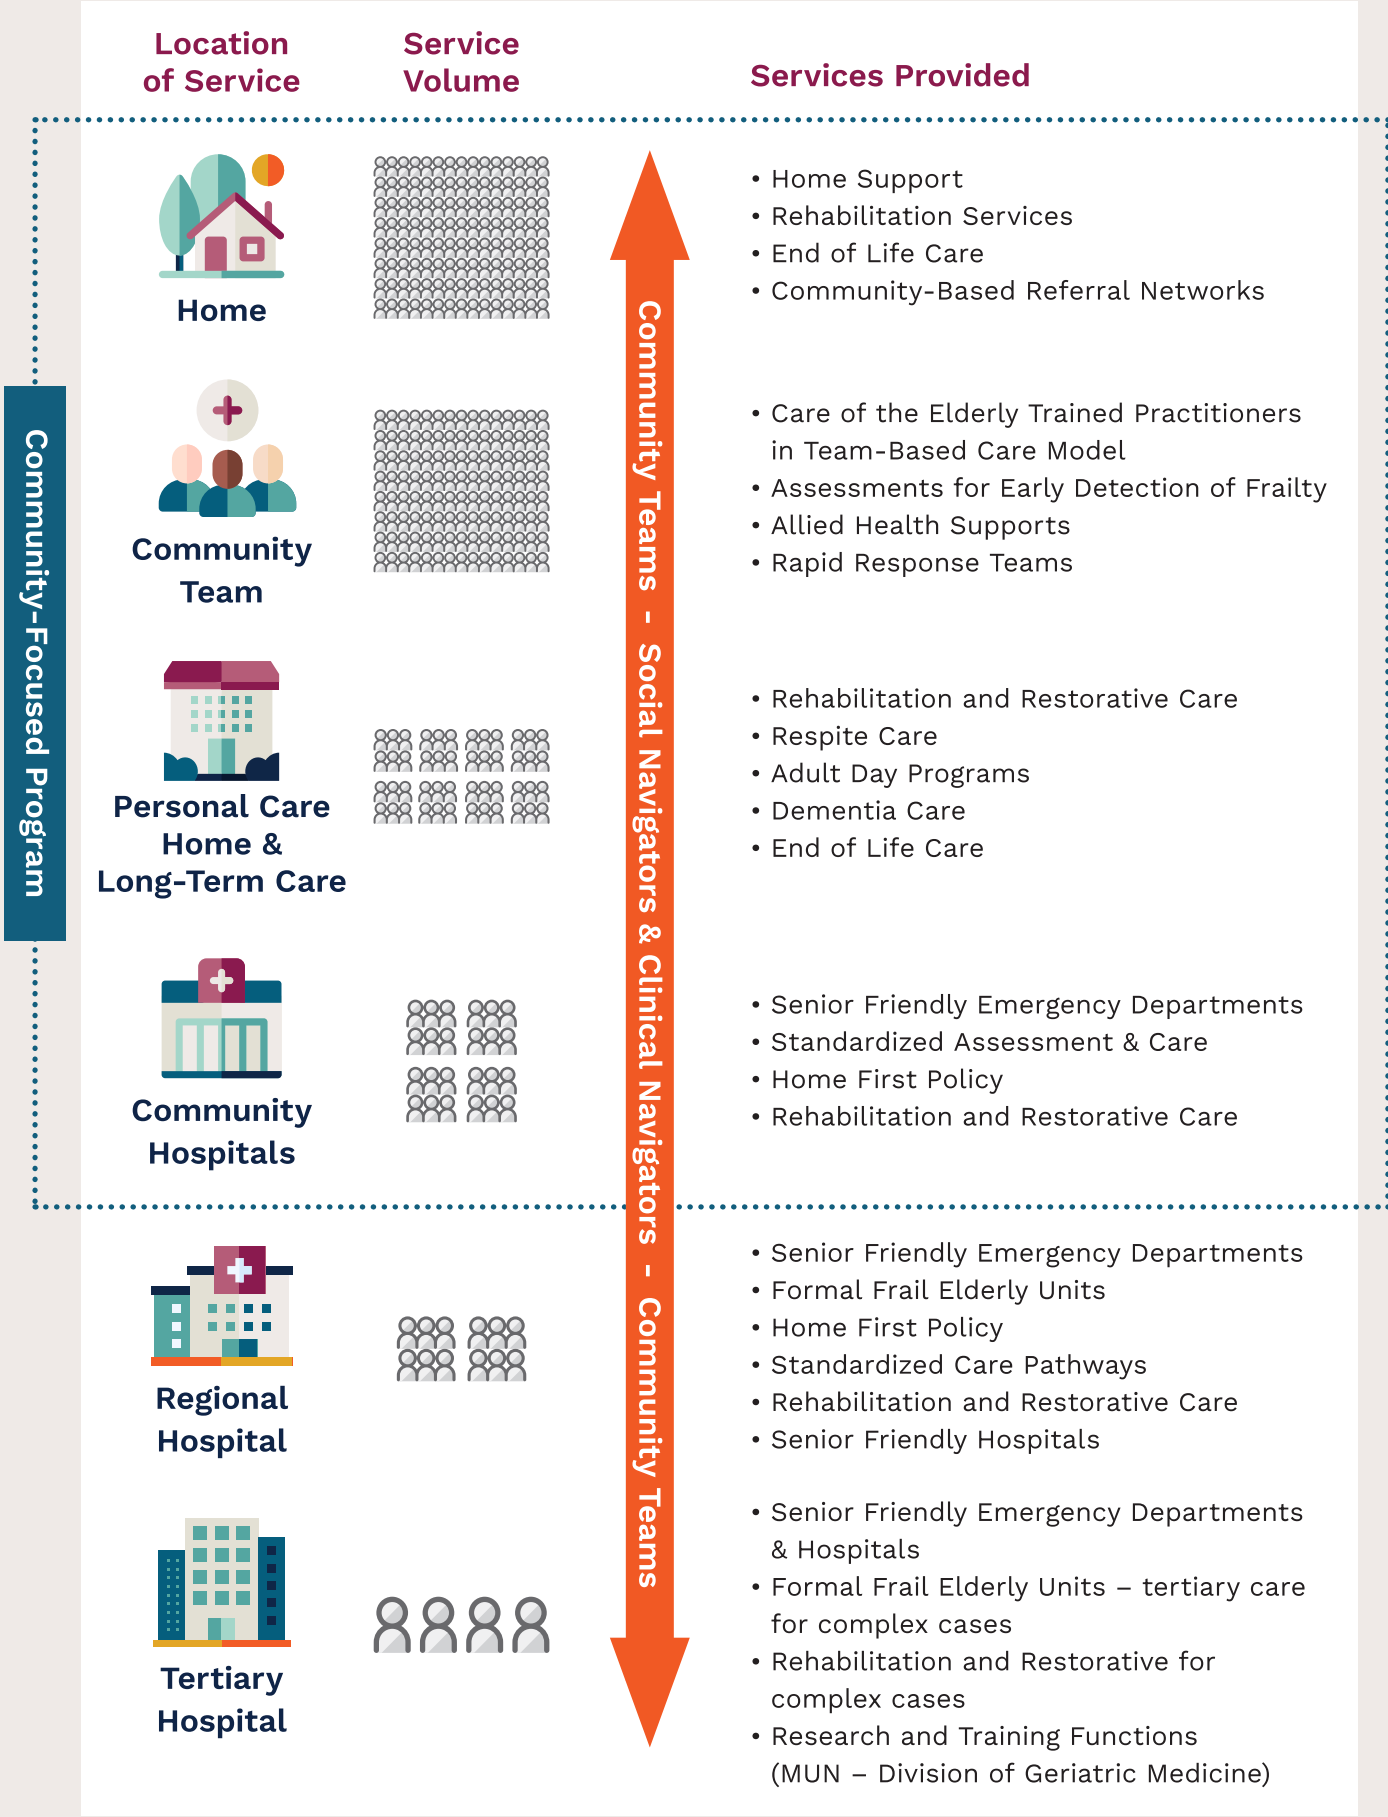 Location
of Service
Service
Volume
Services Provided
Community-Focused Program
Community Teams - Social Navigators & Clinical Navigators - Community Teams
Home
• Home Support
• Rehabilitation Services
• End of Life Care
• Community-Based Referral Networks
Community
Team
• Care of the Elderly Trained Practitioners
in Team-Based Care Model
• Assessments for Early Detection of Frailty
• Allied Health Supports
• Rapid Response Teams
Personal Care
Home &
Long-Term Care
• Rehabilitation and Restorative Care
• Respite Care
• Adult Day Programs
• Dementia Care
• End of Life Care
Community
Hospitals
• Senior Friendly Emergency Departments
• Standardized Assessment & Care
• Home First Policy
• Rehabilitation and Restorative Care
Regional
Hospital
• Senior Friendly Emergency Departments
• Formal Frail Elderly Units
• Home First Policy
• Standardized Care Pathways
• Rehabilitation and Restorative Care
• Senior Friendly Hospitals
Tertiary
Hospital
• Senior Friendly Emergency Departments
& Hospitals
• Formal Frail Elderly Units – tertiary care
for complex cases
• Rehabilitation and Restorative for
complex cases
• Research and Training Functions
(MUN – Division of Geriatric Medicine)